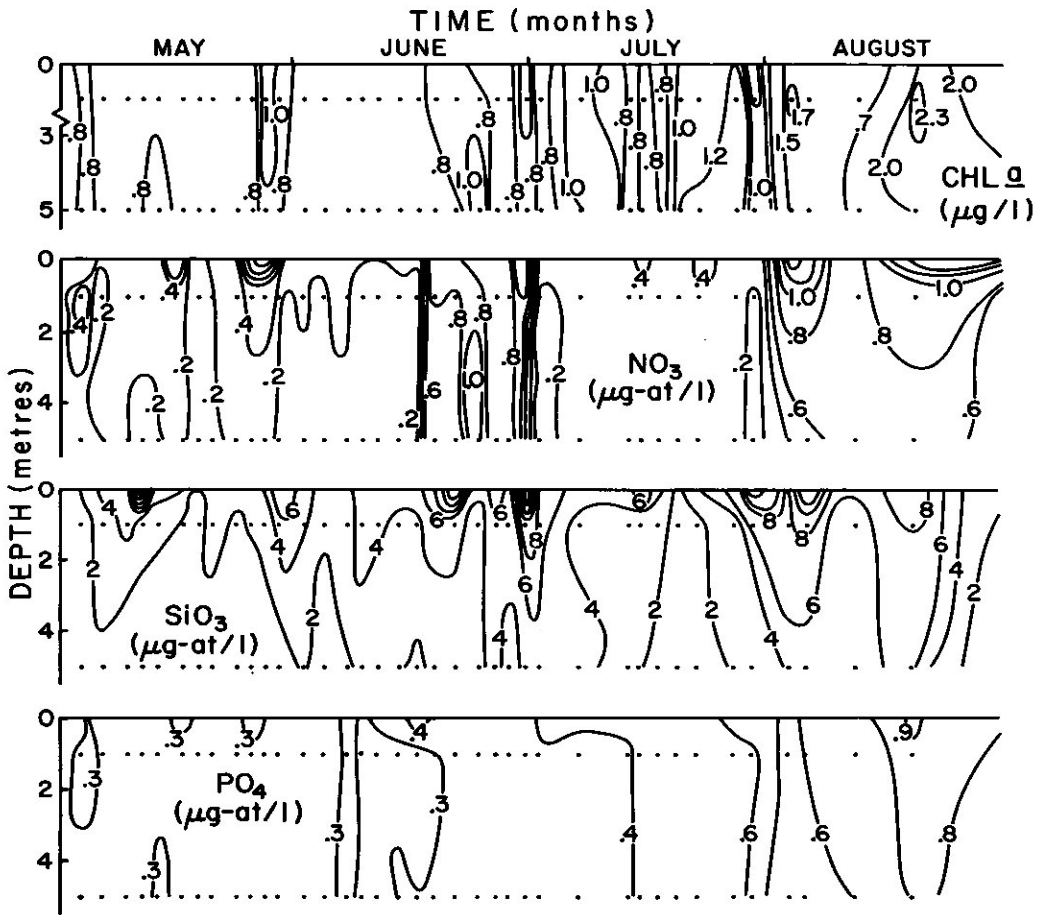 TIME (months)
MAY JUNE JULY AUGUST
DEPTH (metres)
0
3
5
.8 .8 .8 .8 1.0 .8 .8 1.0 .8 .8 .8 .8 1.0 1.0 .8 .8 .8 .8 1.0 1.2 1.0 1.5 1.7 .7 2.0 2.3 2.0
CHL a
(μg/l)
0
2
4
.4 .2 .2 .4 .2 .2 .4 .2 .2 .6 .8 1.0 .8 .8 .2 .4 .4 .2 1.0 .8 .6 .8 1.0 .6
NO3
(μg-at/l)
0
2
4
2 4 4 6 2 4 6 6 4 6 8 4 6 2 2 4 8 8 6 8 6 4 2
SiO3
(μg-at/l)
0
2
4
.3 .3 .3 .3 .3 .4 .3 .4 .6 .6 .9 .8
PO4
(μg-at/l)